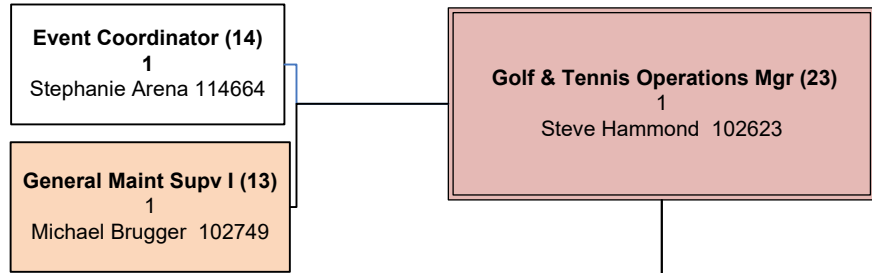 Event Coordinator (14)
1
Stephanie Arena 114664
Golf & Tennis Operations Mgr (23)
1
Steve Hammond 102623
General Maint Supv I (13)
1
Michael Brugger 102749